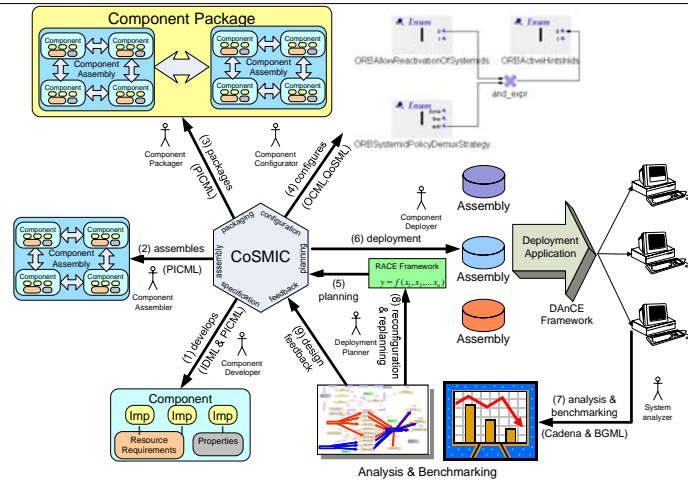 Component Package
Component
Component
Component
Assembly
Component
Component
Component
Component
Component
Assembly
Component
Component
Enum
ORBAllowReactivationOfSystemids
Enum
ORBActiveHintsInIds
and_expr
Enum
ORBSystemidPolicyDemuxStrategy
Component
Packager
Component
Configurator
(3) packages
(PICML)
(4) configures
(OCML,QoSML)
Component
Deployer
Assembly
Assembly
Assembly
Deployment
Application
DAnCE
Framework
Component
Component
Component
Assembly
Component
Component
(2) assembles
(PICML)
Component
Assembler
CoSMIC
packaging
configuration
planning
feedback
specification
assembly
(6) deployment
RACE Framework
y = f(x1,x2,...xn)
(5)
planning
(1) develops
(IDML & PICML)
Component
Developer
(9) design
feedback
Deployment
Planner
(8) reconfiguration
& replanning
Component
Imp
Imp
Imp
Resource
Requirements
Properties
(7) analysis &
benchmarking
(Cadena & BGML)
System
analyzer
Analysis & Benchmarking